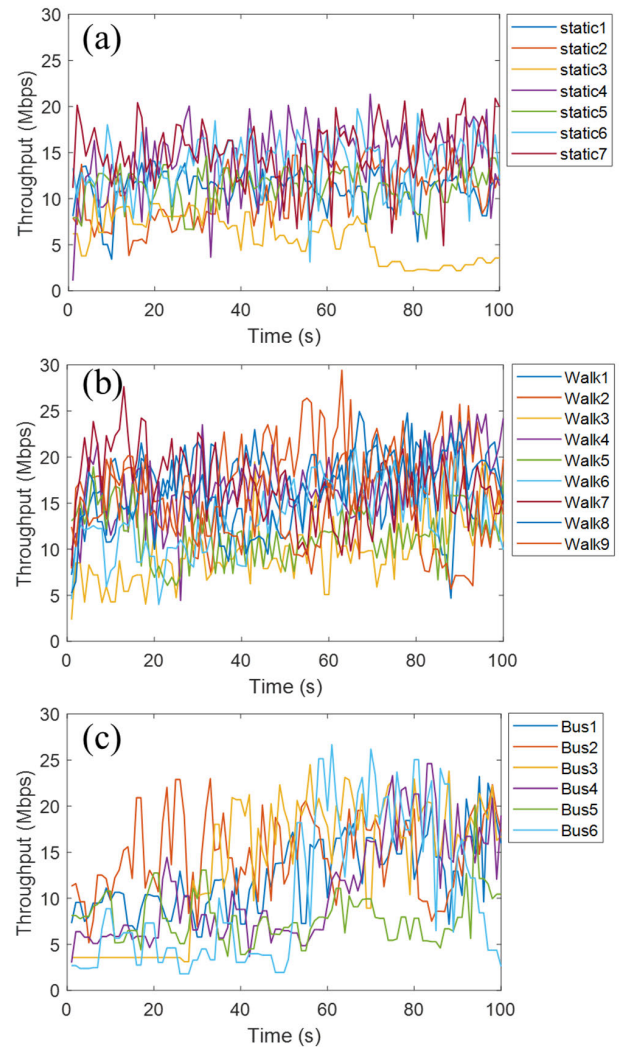 (a)
Throughput (Mbps)
30
25
20
15
10
5
0
0 20 40 60 80 100
Time (s)
static1
static2
static3
static4
static5
static6
static7
(b)
Throughput (Mbps)
30
25
20
15
10
5
0
0 20 40 60 80 100
Time (s)
Walk1
Walk2
Walk3
Walk4
Walk5
Walk6
Walk7
Walk8
Walk9
(c)
Throughput (Mbps)
30
25
20
15
10
5
0
0 20 40 60 80 100
Time (s)
Bus1
Bus2
Bus3
Bus4
Bus5
Bus6